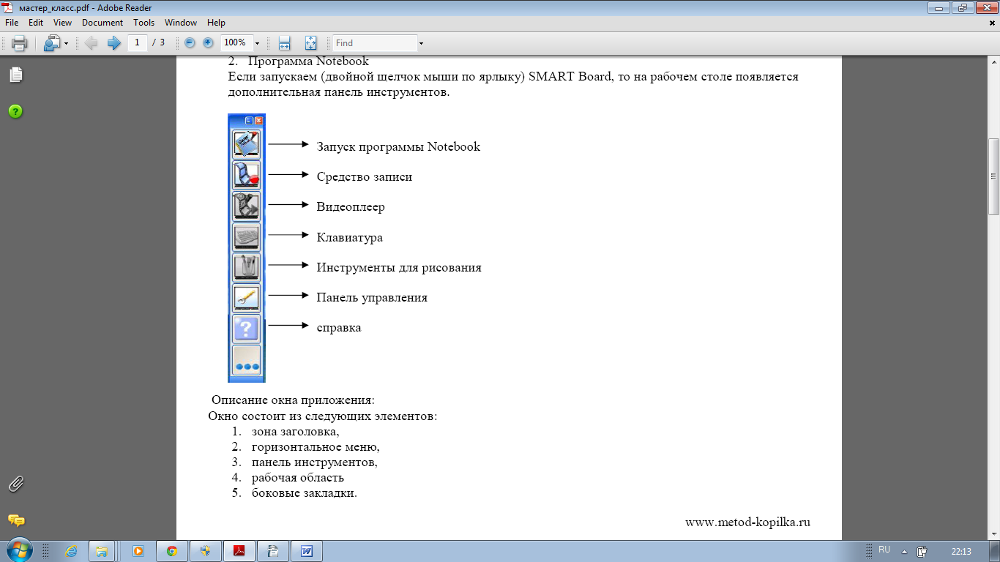 мастер_класс.pdf - Adobe Reader
File Edit View Document Tools Window Help
1 / 3 100% Find
2. Программа Notebook
Если запускаем (двойной щелчок мыши по ярлыку) SMART Board, то на рабочем столе появляется
дополнительная панель инструментов.
Запуск программы Notebook
Средство записи
Видеоплеер
Клавиатура
Инструменты для рисования
Панель управления
справка
Описание окна приложения:
Окно состоит из следующих элементов:
1. зона заголовка,
2. горизонтальное меню,
3. панель инструментов,
4. рабочая область
5. боковые закладки.
www.metod-kopilka.ru
RU 22:13